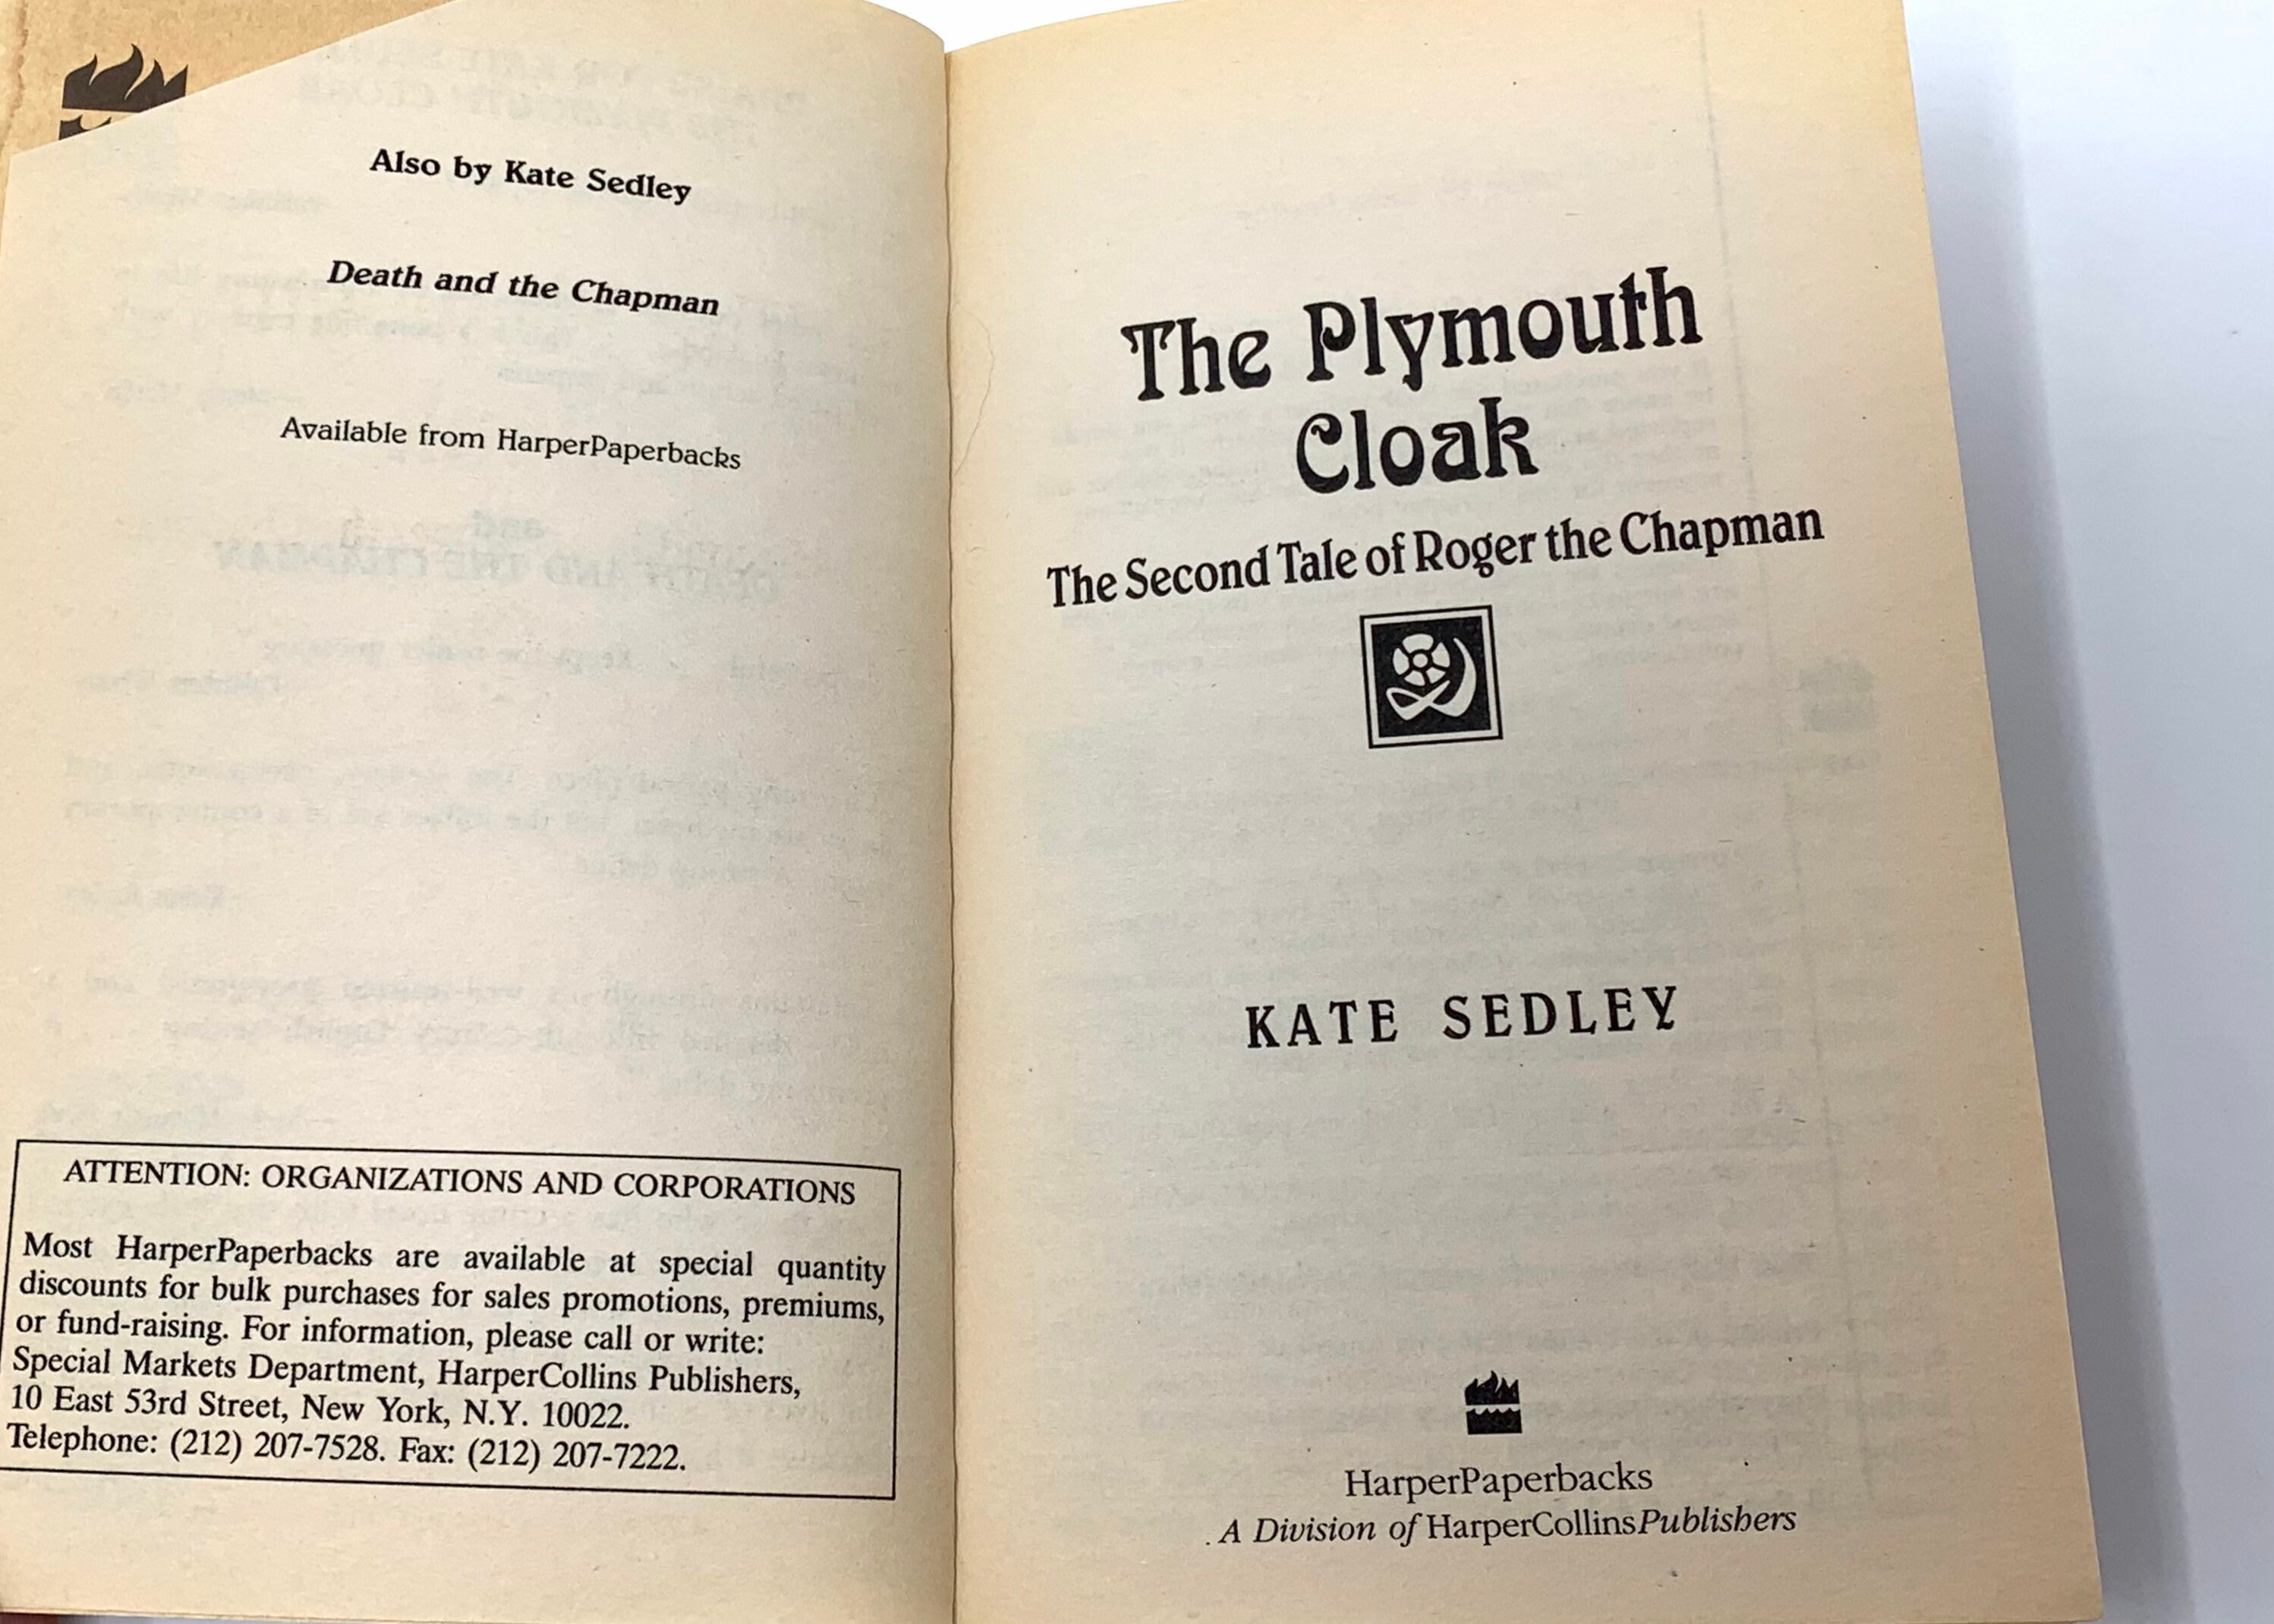 Also by Kate Sedley
Death and the Chapman
Available from HarperPaperbacks
ATTENTION: ORGANIZATIONS AND CORPORATIONS
Most HarperPaperbacks are available at special quantity
discounts for bulk purchases for sales promotions, premiums,
or fund-raising. For information, please call or write:
Special Markets Department, HarperCollins Publishers,
10 East 53rd Street, New York, N.Y. 10022.
Telephone: (212) 207-7528. Fax: (212) 207-7222.
The Plymouth
Cloak
The Second Tale of Roger the Chapman
KATE SEDLEY
HarperPaperbacks
A Division of HarperCollinsPublishers